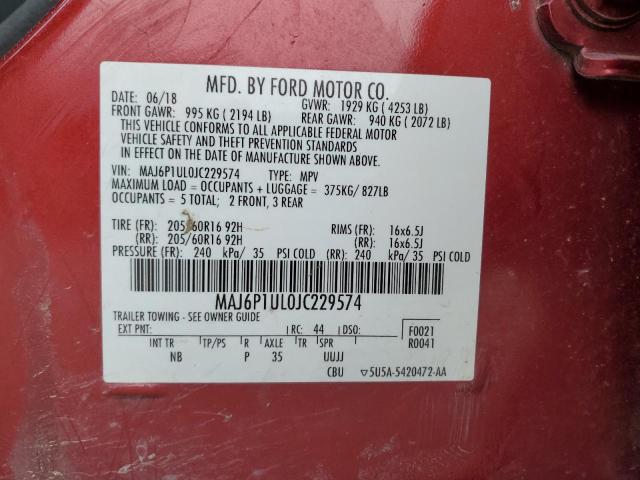 MFD. BY FORD MOTOR CO.
DATE: 06/18 GVWR: 1929 KG ( 4253 LB)
FRONT GAWR: 995 KG ( 2194 LB) REAR GAWR: 940 KG ( 2072 LB)
THIS VEHICLE CONFORMS TO ALL APPLICABLE FEDERAL MOTOR
VEHICLE SAFETY AND THEFT PREVENTION STANDARDS
IN EFFECT ON THE DATE OF MANUFACTURE SHOWN ABOVE.
VIN: MAJ6P1UL0JC229574 TYPE: MPV
MAXIMUM LOAD = OCCUPANTS + LUGGAGE = 375KG/ 827LB
OCCUPANTS = 5 TOTAL; 2 FRONT, 3 REAR
TIRE (FR): 205/60R16 92H RIMS (FR): 16x6.5J
(RR): 205/60R16 92H (RR): 16x6.5J
PRESSURE (FR): 240 kPa/ 35 PSI COLD (RR): 240 kPa/ 35 PSI COLD
MAJ6P1UL0JC229574
TRAILER TOWING - SEE OWNER GUIDE
EXT PNT: RC: 44 DSO: F0021
R0041
INT TR TP/PS R AXLE TR SPR
NB P 35 UUJJ
CBU ▽5U5A-5420472-AA